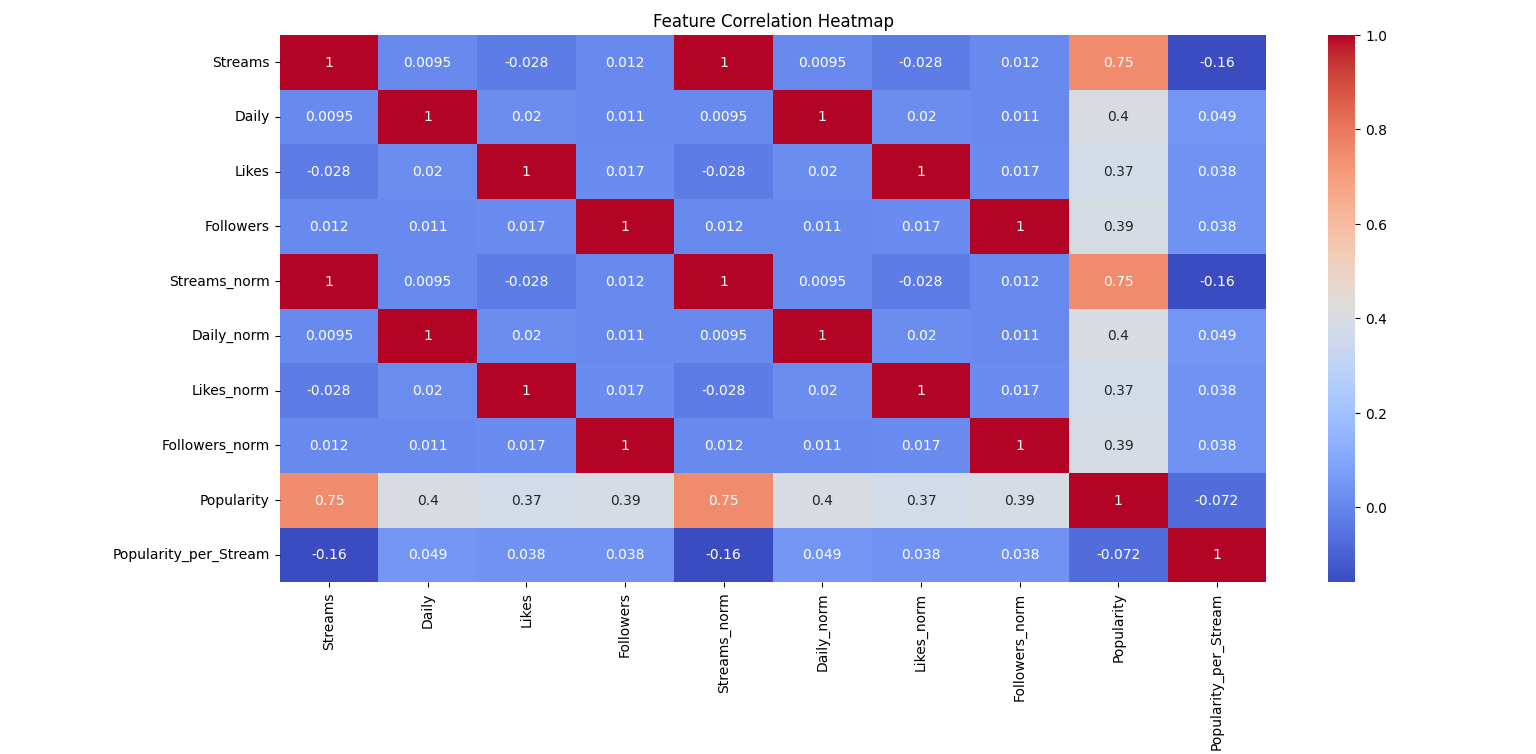 Feature Correlation Heatmap
Streams 1 0.0095 -0.028 0.012 1 0.0095 -0.028 0.012 0.75 -0.16
Daily 0.0095 1 0.02 0.011 0.0095 1 0.02 0.011 0.4 0.049
Likes -0.028 0.02 1 0.017 -0.028 0.02 1 0.017 0.37 0.038
Followers 0.012 0.011 0.017 1 0.012 0.011 0.017 1 0.39 0.038
Streams_norm 1 0.0095 -0.028 0.012 1 0.0095 -0.028 0.012 0.75 -0.16
Daily_norm 0.0095 1 0.02 0.011 0.0095 1 0.02 0.011 0.4 0.049
Likes_norm -0.028 0.02 1 0.017 -0.028 0.02 1 0.017 0.37 0.038
Followers_norm 0.012 0.011 0.017 1 0.012 0.011 0.017 1 0.39 0.038
Popularity 0.75 0.4 0.37 0.39 0.75 0.4 0.37 0.39 1 -0.072
Popularity_per_Stream -0.16 0.049 0.038 0.038 -0.16 0.049 0.038 0.038 -0.072 1
Streams
Daily
Likes
Followers
Streams_norm
Daily_norm
Likes_norm
Followers_norm
Popularity
Popularity_per_Stream
1.0
0.8
0.6
0.4
0.2
0.0